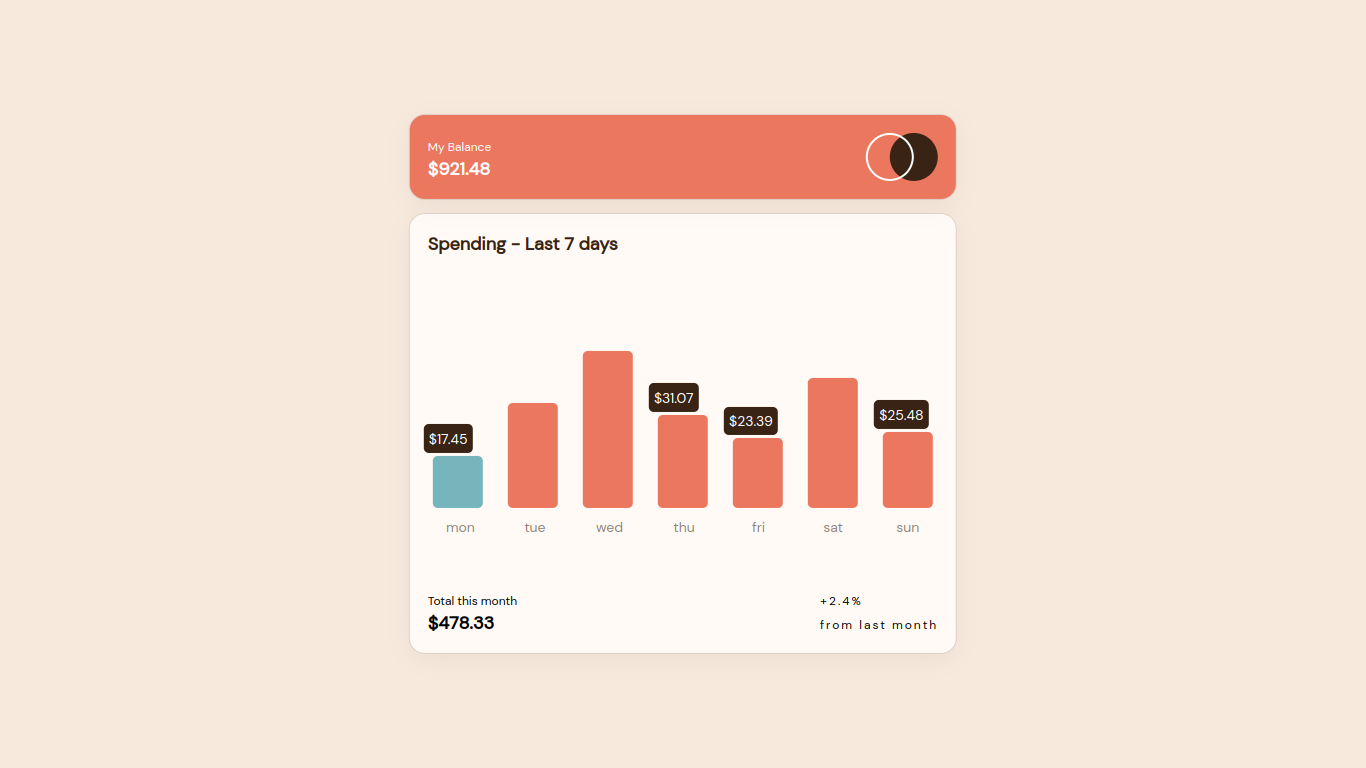 My Balance
$921.48
Spending - Last 7 days
$17.45
$31.07
$23.39
$25.48
mon tue wed thu fri sat sun
Total this month
$478.33
+2.4%
from last month